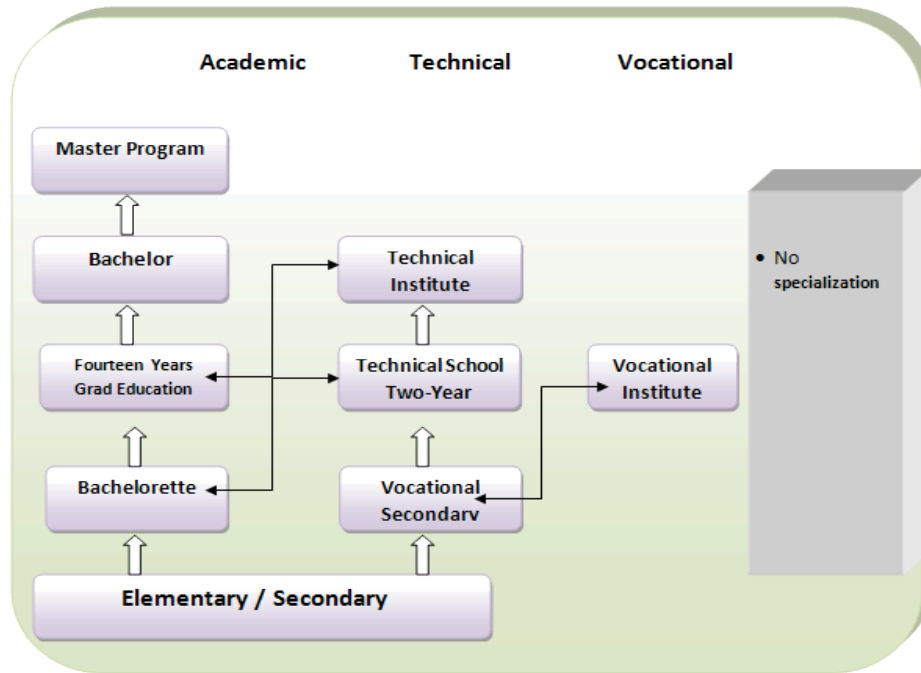 Academic Technical Vocational
Master Program
Bachelor
Technical
Institute
• No
specialization
Fourteen Years
Grad Education
Technical School
Two-Year
Vocational
Institute
Bachelorette
Vocational
Secondary
Elementary / Secondary